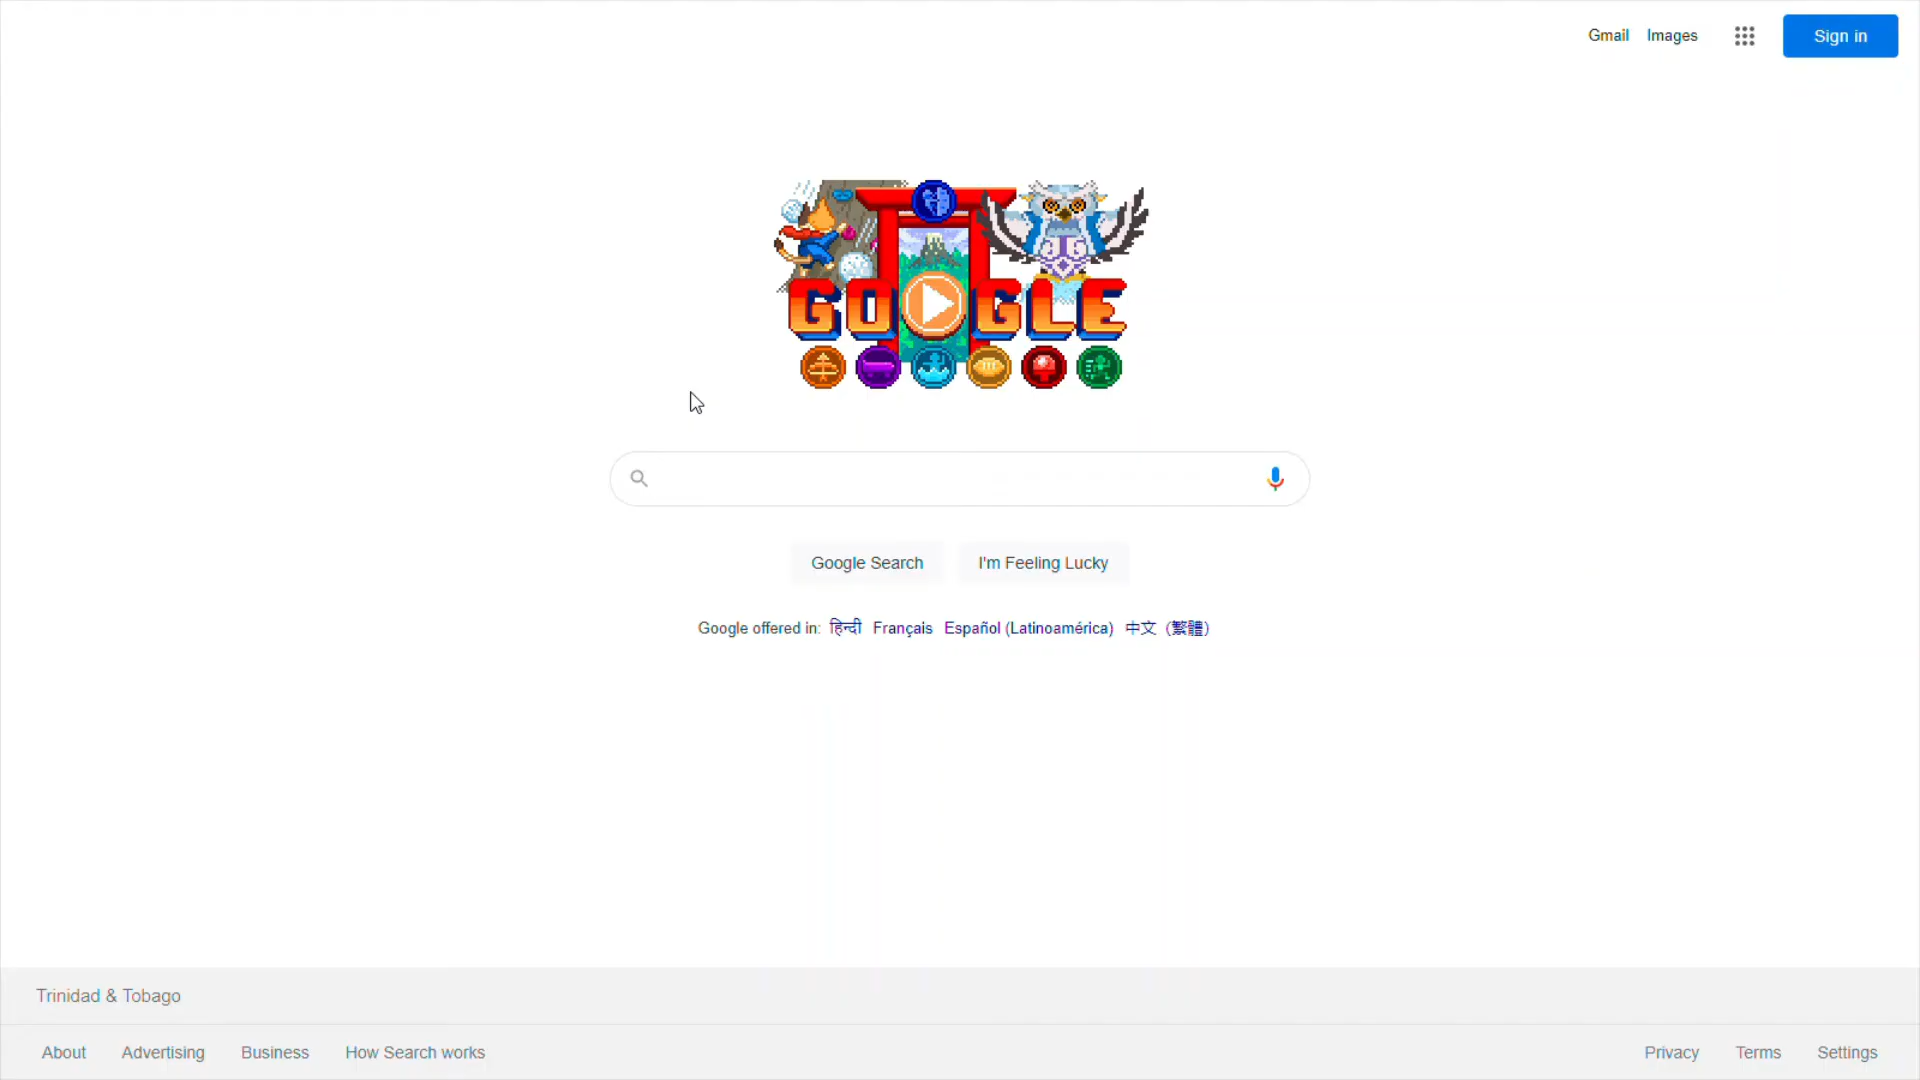 Gmail Images Sign in
GOOGLE
Google Search I'm Feeling Lucky
Google offered in: हिन्दी Français Español (Latinoamérica) 中文 (繁體)
Trinidad & Tobago
About Advertising Business How Search works Privacy Terms Settings